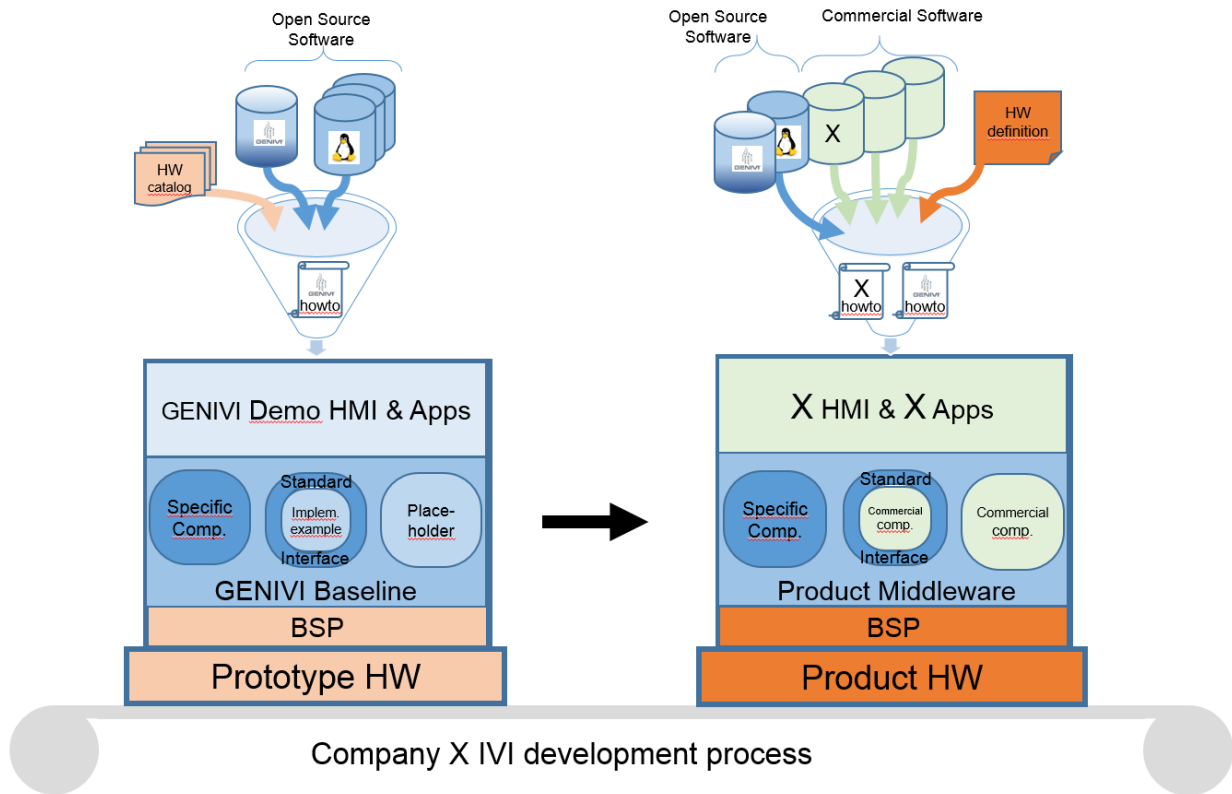 Open Source
Software
GENIVI
HW
catalog
GENIVI
howto
GENIVI Demo HMI & Apps
Specific
Comp.
Standard
Implem.
example
Interface
Place-
holder
GENIVI Baseline
BSP
Prototype HW
Open Source
Software
Commercial Software
GENIVI
X
HW
definition
X
howto
GENIVI
howto
X HMI & X Apps
Specific
Comp.
Standard
Commercial
comp.
Interface
Commercial
comp.
Product Middleware
BSP
Product HW
Company X IVI development process